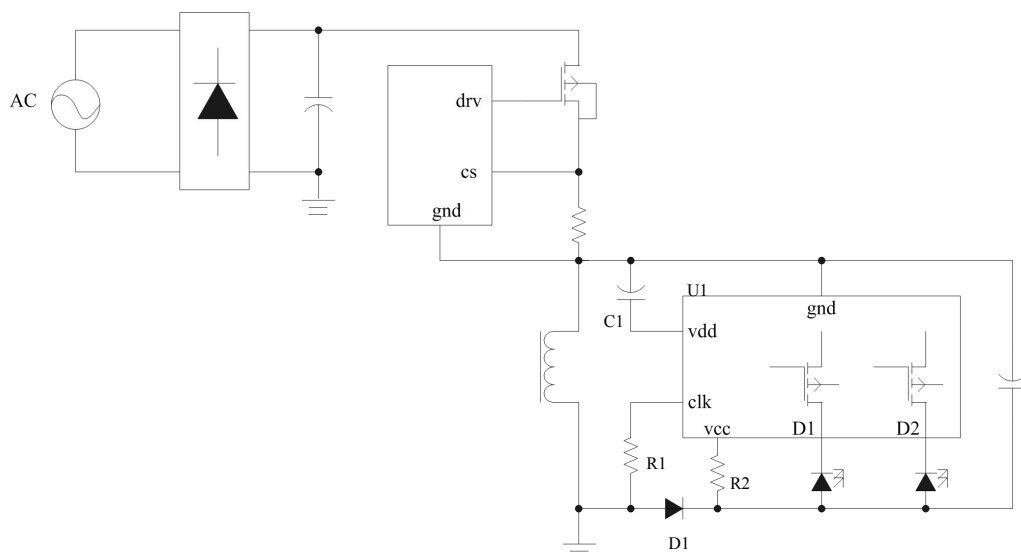 AC
drv
cs
gnd
U1
gnd
C1
vdd
clk
vcc
D1
D2
R1
R2
D1